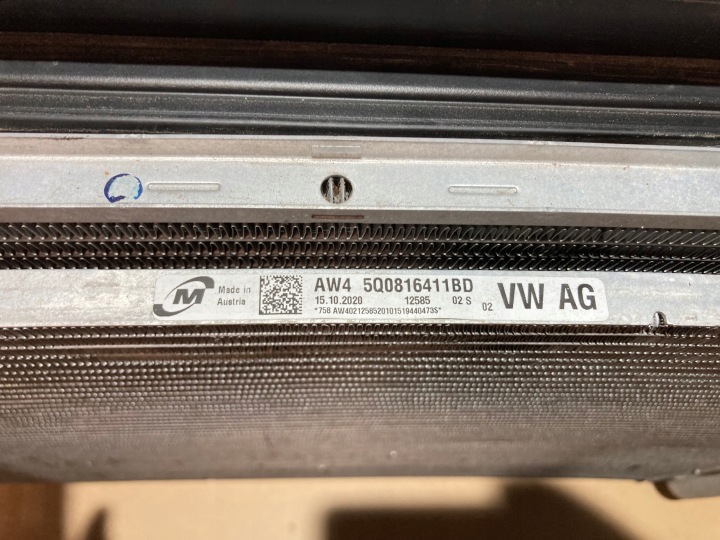 M
Made in
Austria
AW4 5Q0816411BD
15.10.2020 12585 02 S
*758 AW4021258520101519440473S*
02 VW AG